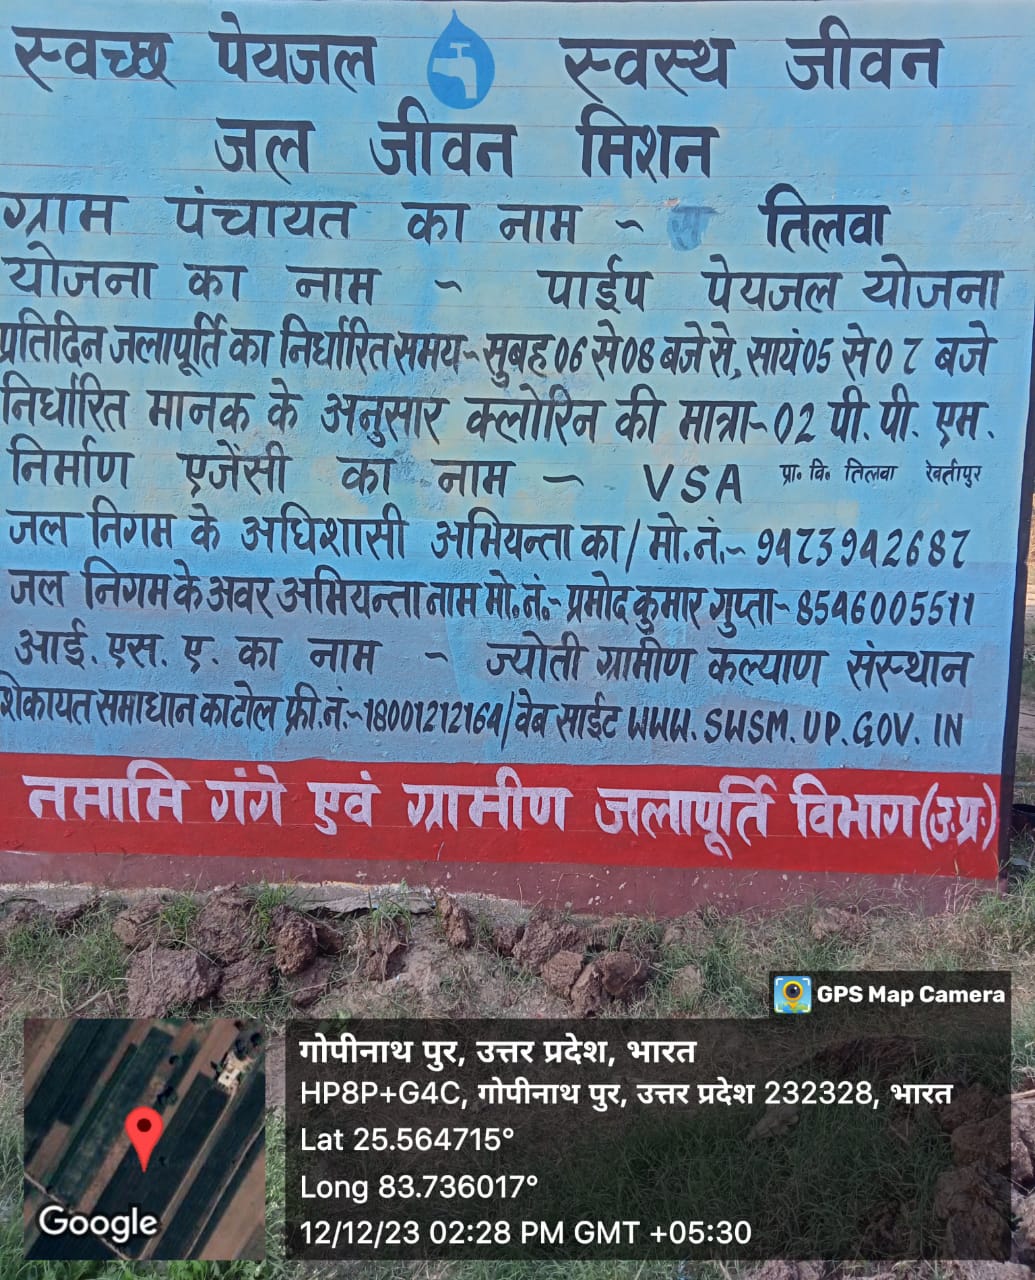 स्वच्छ पेयजल स्वस्थ जीवन
जल जीवन मिशन
ग्राम पंचायत का नाम ~ स तिलवा
योजना का नाम ~ पाईप पेयजल योजना
प्रतिदिन जलापूर्ति का निर्धारित समय~ सुबह 06 से 08 बजे से, सायं 05 से 07 बजे
निर्धारित मानक के अनुसार क्लोरिन की मात्रा-02 पी. पी. एम.
निर्माण एजेंसी का नाम ~ VSA प्रा॰ वि॰ तिलवा रेवतीपुर
जल निगम के अधिशासी अभियन्ता का / मो.नं.- 9473942687
जल निगम के अवर अभियन्ता नाम मो.नं.- प्रमोद कुमार गुप्ता- 8546005511
आई. एस. ए. का नाम ~ ज्योती ग्रामीण कल्याण संस्थान
शिकायत समाधान का टोल फ्री.नं.-18001212164/वेब साईट WWW. SWSM. UP. GOV. IN
नमामि गंगे एवं ग्रामीण जलापूर्ति विभाग (उ.प्र.)
GPS Map Camera
गोपीनाथ पुर, उत्तर प्रदेश, भारत
HP8P+G4C, गोपीनाथ पुर, उत्तर प्रदेश 232328, भारत
Lat 25.564715°
Long 83.736017°
12/12/23 02:28 PM GMT +05:30
Google